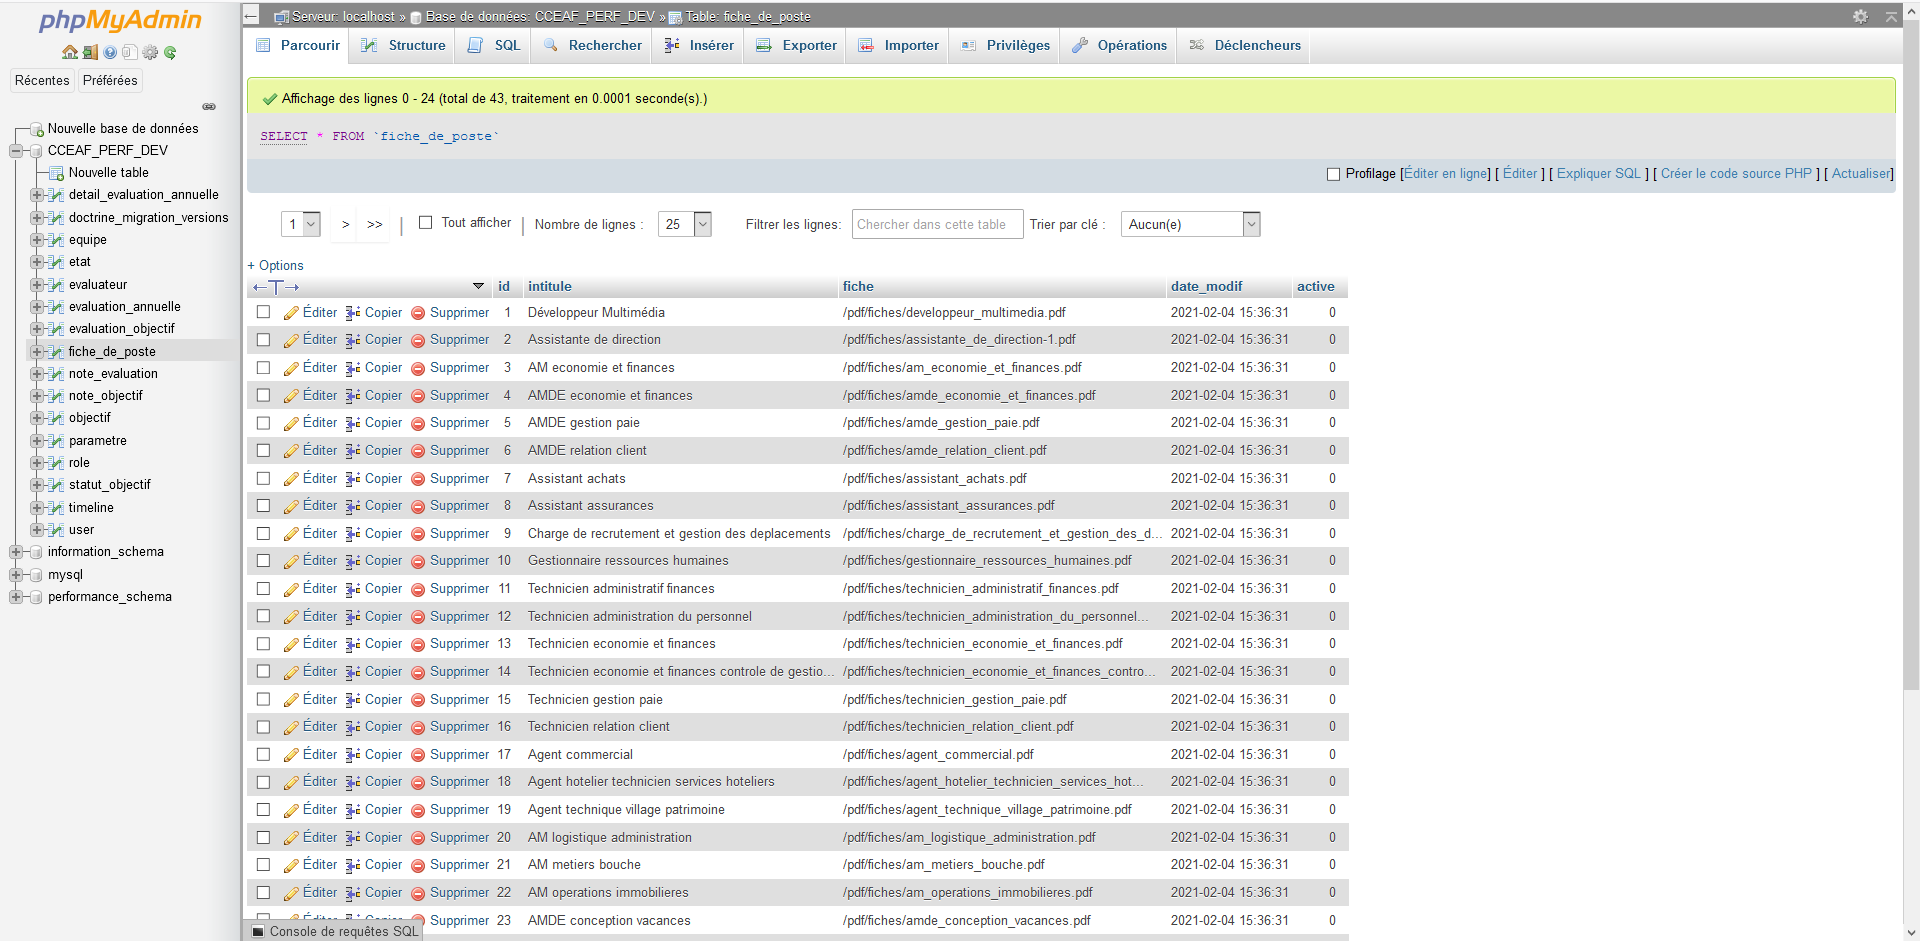 phpMyAdmin
Récentes Préférées
Nouvelle base de données
CCEAF_PERF_DEV
Nouvelle table
detail_evaluation_annuelle
doctrine_migration_versions
equipe
etat
evaluateur
evaluation_annuelle
evaluation_objectif
fiche_de_poste
note_evaluation
note_objectif
objectif
parametre
role
statut_objectif
timeline
user
information_schema
mysql
performance_schema
Serveur: localhost » Base de données: CCEAF_PERF_DEV » Table: fiche_de_poste
Parcourir Structure SQL Rechercher Insérer Exporter Importer Privilèges Opérations Déclencheurs
Affichage des lignes 0 - 24 (total de 43, traitement en 0.0001 seconde(s).)
SELECT * FROM `fiche_de_poste`
Profilage [Éditer en ligne] [ Éditer ] [ Expliquer SQL ] [ Créer le code source PHP ] [ Actualiser]
1 > >> | Tout afficher | Nombre de lignes : 25 Filtrer les lignes: Chercher dans cette table Trier par clé : Aucun(e)
+ Options
←T→ id intitule fiche date_modif active
Éditer Copier Supprimer 1 Développeur Multimédia /pdf/fiches/developpeur_multimedia.pdf 2021-02-04 15:36:31 0
Éditer Copier Supprimer 2 Assistante de direction /pdf/fiches/assistante_de_direction-1.pdf 2021-02-04 15:36:31 0
Éditer Copier Supprimer 3 AM economie et finances /pdf/fiches/am_economie_et_finances.pdf 2021-02-04 15:36:31 0
Éditer Copier Supprimer 4 AMDE economie et finances /pdf/fiches/amde_economie_et_finances.pdf 2021-02-04 15:36:31 0
Éditer Copier Supprimer 5 AMDE gestion paie /pdf/fiches/amde_gestion_paie.pdf 2021-02-04 15:36:31 0
Éditer Copier Supprimer 6 AMDE relation client /pdf/fiches/amde_relation_client.pdf 2021-02-04 15:36:31 0
Éditer Copier Supprimer 7 Assistant achats /pdf/fiches/assistant_achats.pdf 2021-02-04 15:36:31 0
Éditer Copier Supprimer 8 Assistant assurances /pdf/fiches/assistant_assurances.pdf 2021-02-04 15:36:31 0
Éditer Copier Supprimer 9 Charge de recrutement et gestion des deplacements /pdf/fiches/charge_de_recrutement_et_gestion_des_d... 2021-02-04 15:36:31 0
Éditer Copier Supprimer 10 Gestionnaire ressources humaines /pdf/fiches/gestionnaire_ressources_humaines.pdf 2021-02-04 15:36:31 0
Éditer Copier Supprimer 11 Technicien administratif finances /pdf/fiches/technicien_administratif_finances.pdf 2021-02-04 15:36:31 0
Éditer Copier Supprimer 12 Technicien administration du personnel /pdf/fiches/technicien_administration_du_personnel... 2021-02-04 15:36:31 0
Éditer Copier Supprimer 13 Technicien economie et finances /pdf/fiches/technicien_economie_et_finances.pdf 2021-02-04 15:36:31 0
Éditer Copier Supprimer 14 Technicien economie et finances controle de gestio... /pdf/fiches/technicien_economie_et_finances_contro... 2021-02-04 15:36:31 0
Éditer Copier Supprimer 15 Technicien gestion paie /pdf/fiches/technicien_gestion_paie.pdf 2021-02-04 15:36:31 0
Éditer Copier Supprimer 16 Technicien relation client /pdf/fiches/technicien_relation_client.pdf 2021-02-04 15:36:31 0
Éditer Copier Supprimer 17 Agent commercial /pdf/fiches/agent_commercial.pdf 2021-02-04 15:36:31 0
Éditer Copier Supprimer 18 Agent hotelier technicien services hoteliers /pdf/fiches/agent_hotelier_technicien_services_hot... 2021-02-04 15:36:31 0
Éditer Copier Supprimer 19 Agent technique village patrimoine /pdf/fiches/agent_technique_village_patrimoine.pdf 2021-02-04 15:36:31 0
Éditer Copier Supprimer 20 AM logistique administration /pdf/fiches/am_logistique_administration.pdf 2021-02-04 15:36:31 0
Éditer Copier Supprimer 21 AM metiers bouche /pdf/fiches/am_metiers_bouche.pdf 2021-02-04 15:36:31 0
Éditer Copier Supprimer 22 AM operations immobilieres /pdf/fiches/am_operations_immobilieres.pdf 2021-02-04 15:36:31 0
Éditer Copier Supprimer 23 AMDE conception vacances /pdf/fiches/amde_conception_vacances.pdf 2021-02-04 15:36:31 0
Console de requêtes SQL